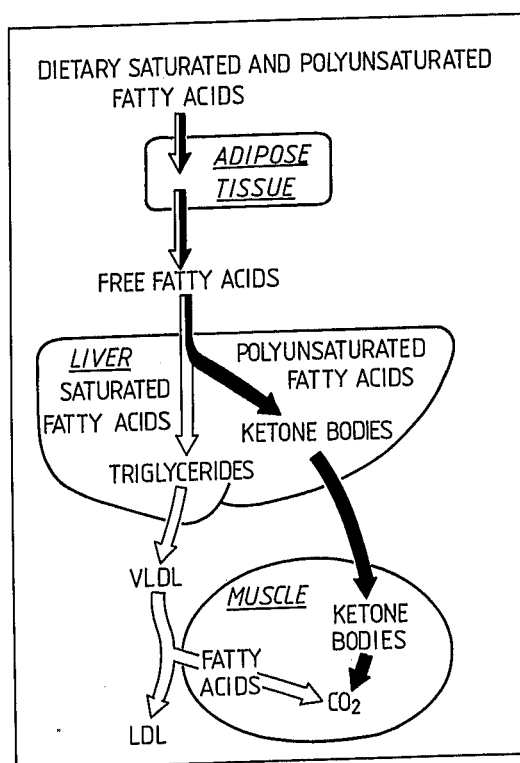 DIETARY SATURATED AND POLYUNSATURATED
FATTY ACIDS
ADIPOSE
TISSUE
FREE FATTY ACIDS
LIVER
SATURATED
FATTY ACIDS
POLYUNSATURATED
FATTY ACIDS
KETONE BODIES
TRIGLYCERIDES
VLDL
MUSCLE
KETONE
BODIES
FATTY
ACIDS
CO₂
LDL